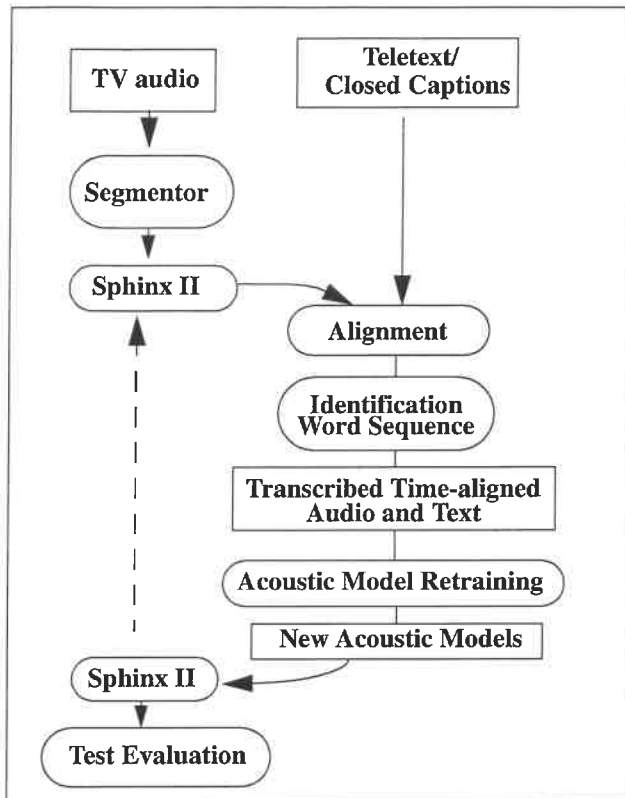 TV audio
Teletext/
Closed Captions
Segmentor
Sphinx II
Alignment
Identification
Word Sequence
Transcribed Time-aligned
Audio and Text
Acoustic Model Retraining
New Acoustic Models
Sphinx II
Test Evaluation